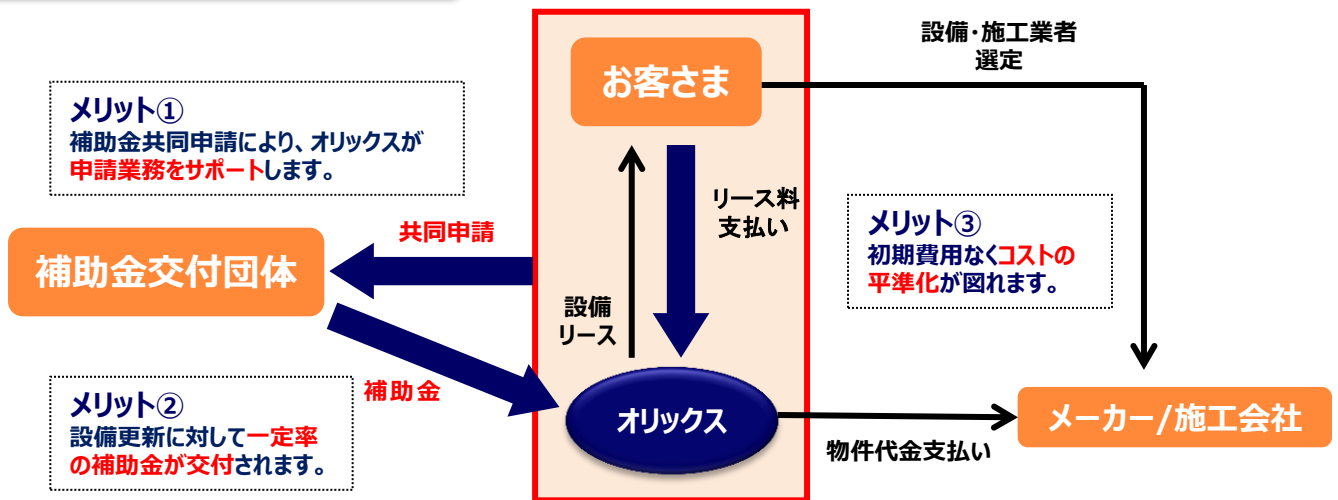 設備・施工業者
選定
お客さま
メリット①
補助金共同申請により、オリックスが
申請業務をサポートします。
リース料
支払い
メリット③
初期費用なくコストの
平準化が図れます。
共同申請
補助金交付団体
設備
リース
補助金
メリット②
設備更新に対して一定率
の補助金が交付されます。
オリックス
メーカー/施工会社
物件代金支払い